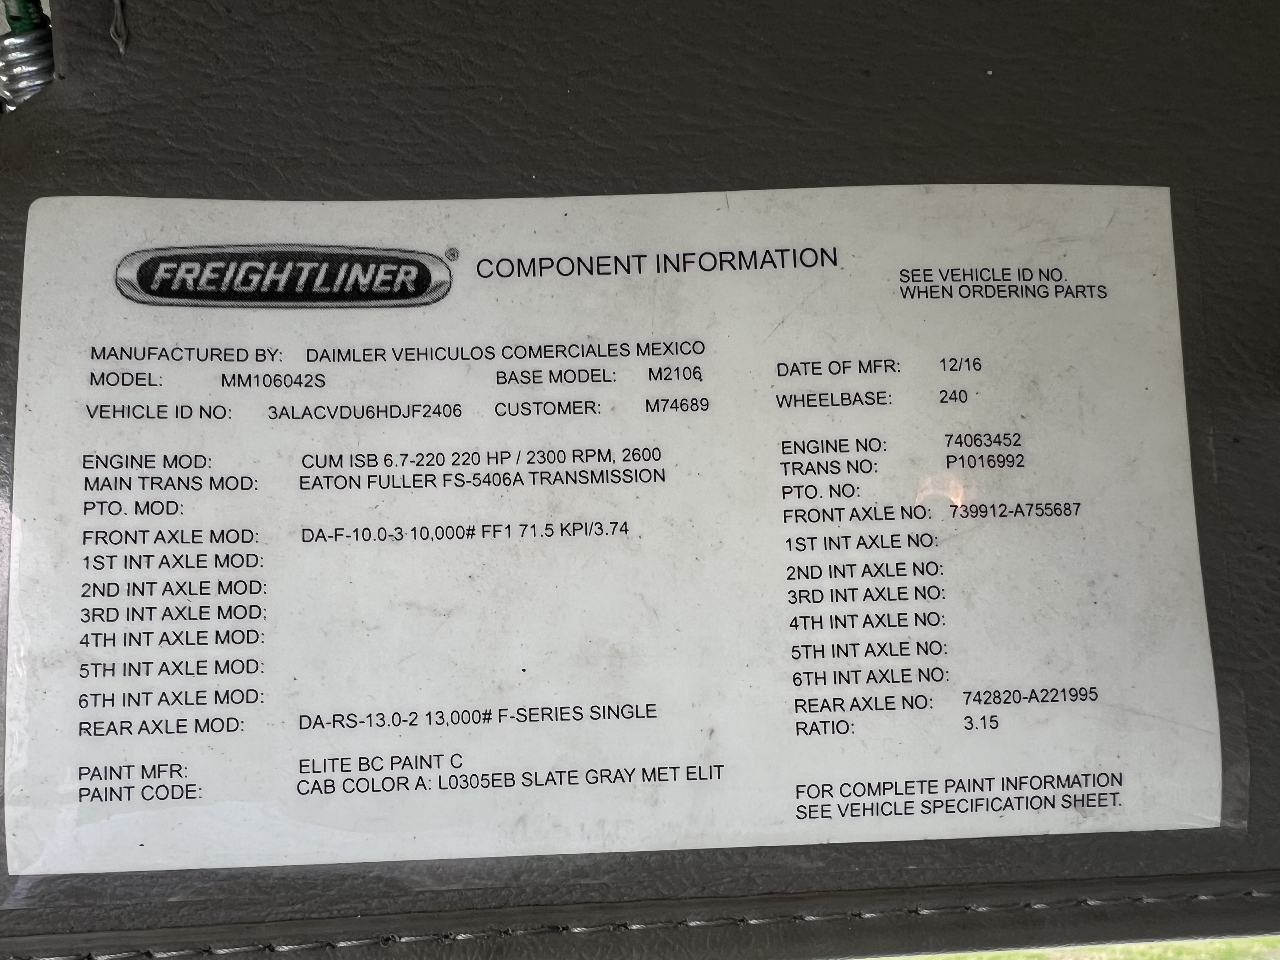 FREIGHTLINER® COMPONENT INFORMATION
SEE VEHICLE ID NO.
WHEN ORDERING PARTS
MANUFACTURED BY: DAIMLER VEHICULOS COMERCIALES MEXICO
MODEL: MM106042S BASE MODEL: M2106 DATE OF MFR: 12/16
VEHICLE ID NO: 3ALACVDU6HDJF2406 CUSTOMER: M74689 WHEELBASE: 240
ENGINE MOD: CUM ISB 6.7-220 220 HP / 2300 RPM, 2600 ENGINE NO: 74063452
MAIN TRANS MOD: EATON FULLER FS-5406A TRANSMISSION TRANS NO: P1016992
PTO. MOD: PTO. NO:
FRONT AXLE MOD: DA-F-10.0-3 10,000# FF1 71.5 KPI/3.74 FRONT AXLE NO: 739912-A755687
1ST INT AXLE MOD: 1ST INT AXLE NO:
2ND INT AXLE MOD: 2ND INT AXLE NO:
3RD INT AXLE MOD: 3RD INT AXLE NO:
4TH INT AXLE MOD: 4TH INT AXLE NO:
5TH INT AXLE MOD: 5TH INT AXLE NO:
6TH INT AXLE MOD: 6TH INT AXLE NO:
REAR AXLE MOD: DA-RS-13.0-2 13,000# F-SERIES SINGLE REAR AXLE NO: 742820-A221995
RATIO: 3.15
PAINT MFR: ELITE BC PAINT C
PAINT CODE: CAB COLOR A: L0305EB SLATE GRAY MET ELIT
FOR COMPLETE PAINT INFORMATION
SEE VEHICLE SPECIFICATION SHEET.